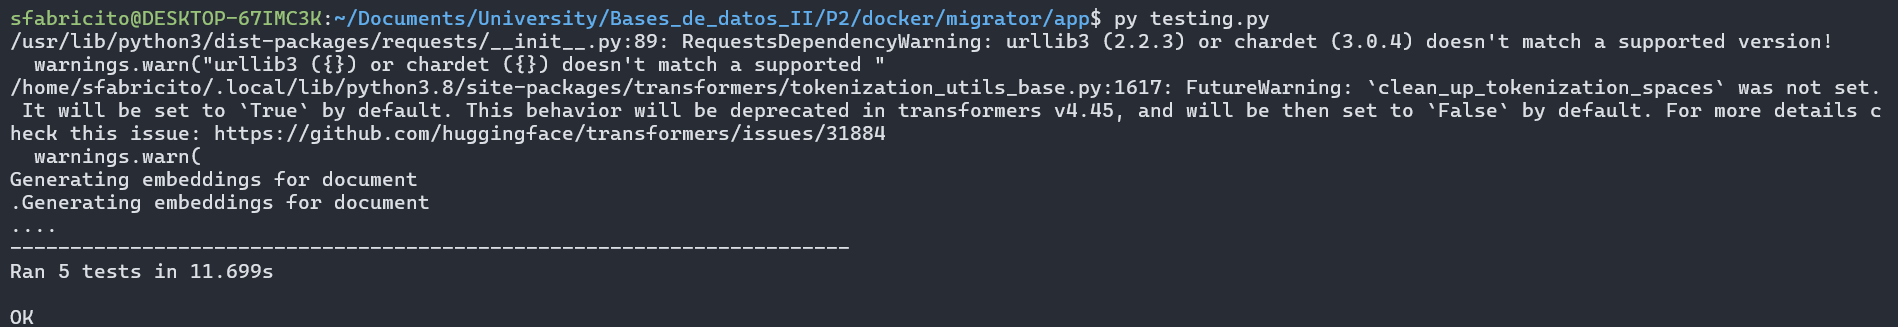 sfabricito@DESKTOP-67IMC3K:~/Documents/University/Bases_de_datos_II/P2/docker/migrator/app$ py testing.py
/usr/lib/python3/dist-packages/requests/__init__.py:89: RequestsDependencyWarning: urllib3 (2.2.3) or chardet (3.0.4) doesn't match a supported version!
  warnings.warn("urllib3 ({}) or chardet ({}) doesn't match a supported "
/home/sfabricito/.local/lib/python3.8/site-packages/transformers/tokenization_utils_base.py:1617: FutureWarning: `clean_up_tokenization_spaces` was not set.
 It will be set to `True` by default. This behavior will be deprecated in transformers v4.45, and will be then set to `False` by default. For more details c
heck this issue: https://github.com/huggingface/transformers/issues/31884
  warnings.warn(
Generating embeddings for document
.Generating embeddings for document
....
----------------------------------------------------------------------
Ran 5 tests in 11.699s

OK